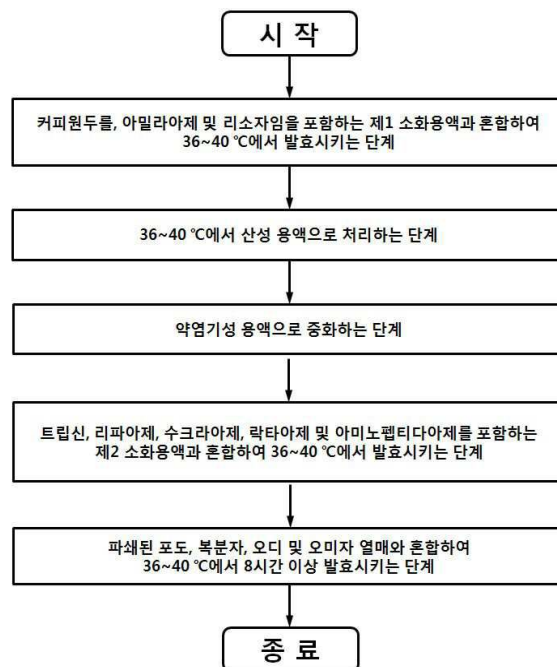 시 작
커피원두를, 아밀라아제 및 리소자임을 포함하는 제1 소화용액과 혼합하여
36~40 ℃에서 발효시키는 단계
36~40 ℃에서 산성 용액으로 처리하는 단계
약염기성 용액으로 중화하는 단계
트립신, 리파아제, 수크라아제, 락타아제 및 아미노펩티다아제를 포함하는
제2 소화용액과 혼합하여 36~40 ℃에서 발효시키는 단계
파쇄된 포도, 복분자, 오디 및 오미자 열매와 혼합하여
36~40 ℃에서 8시간 이상 발효시키는 단계
종 료